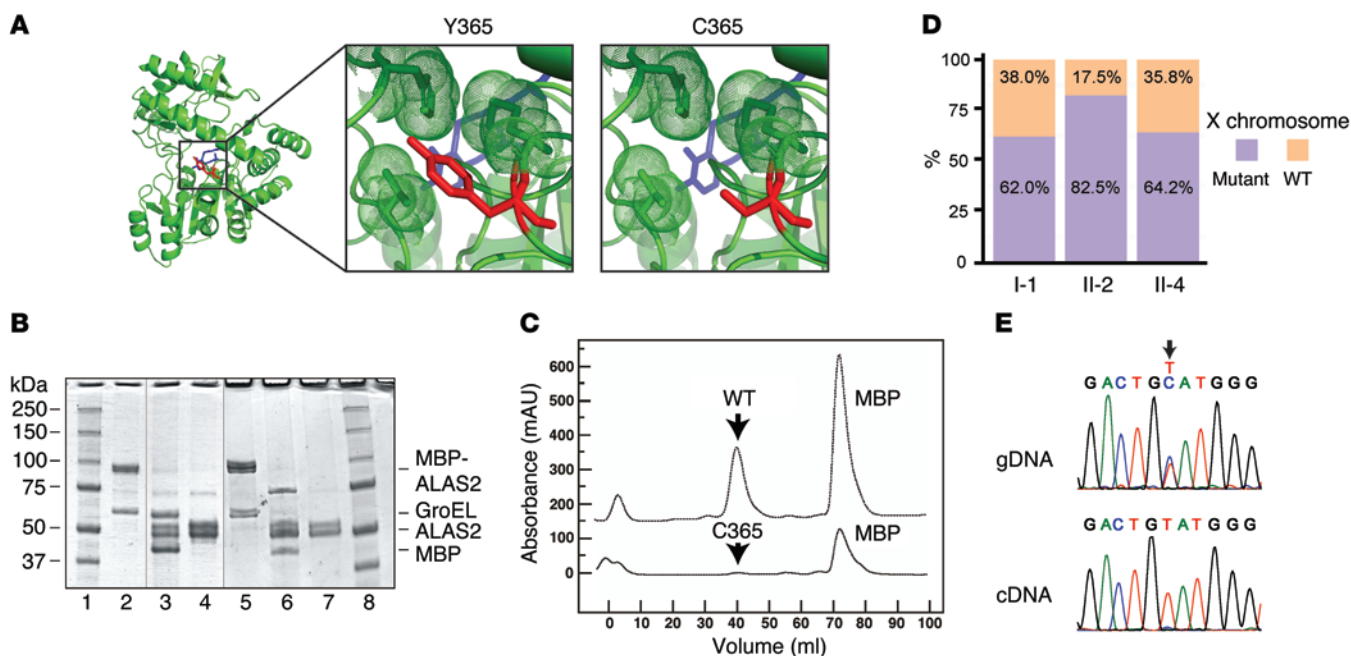 A
Y365
C365
B
kDa
250
150
100
75
50
37
MBP-
ALAS2
GroEL
ALAS2
MBP
1 2 3 4 5 6 7 8
C
Absorbance (mAU)
600
500
400
300
200
100
0
WT
MBP
C365
MBP
0 10 20 30 40 50 60 70 80 90 100
Volume (ml)
D
%
100
75
50
25
0
38.0% 17.5% 35.8%
62.0% 82.5% 64.2%
I-1 II-2 II-4
X chromosome
Mutant WT
E
T
GACTGCATGGG
gDNA
GACTGTATGGG
cDNA